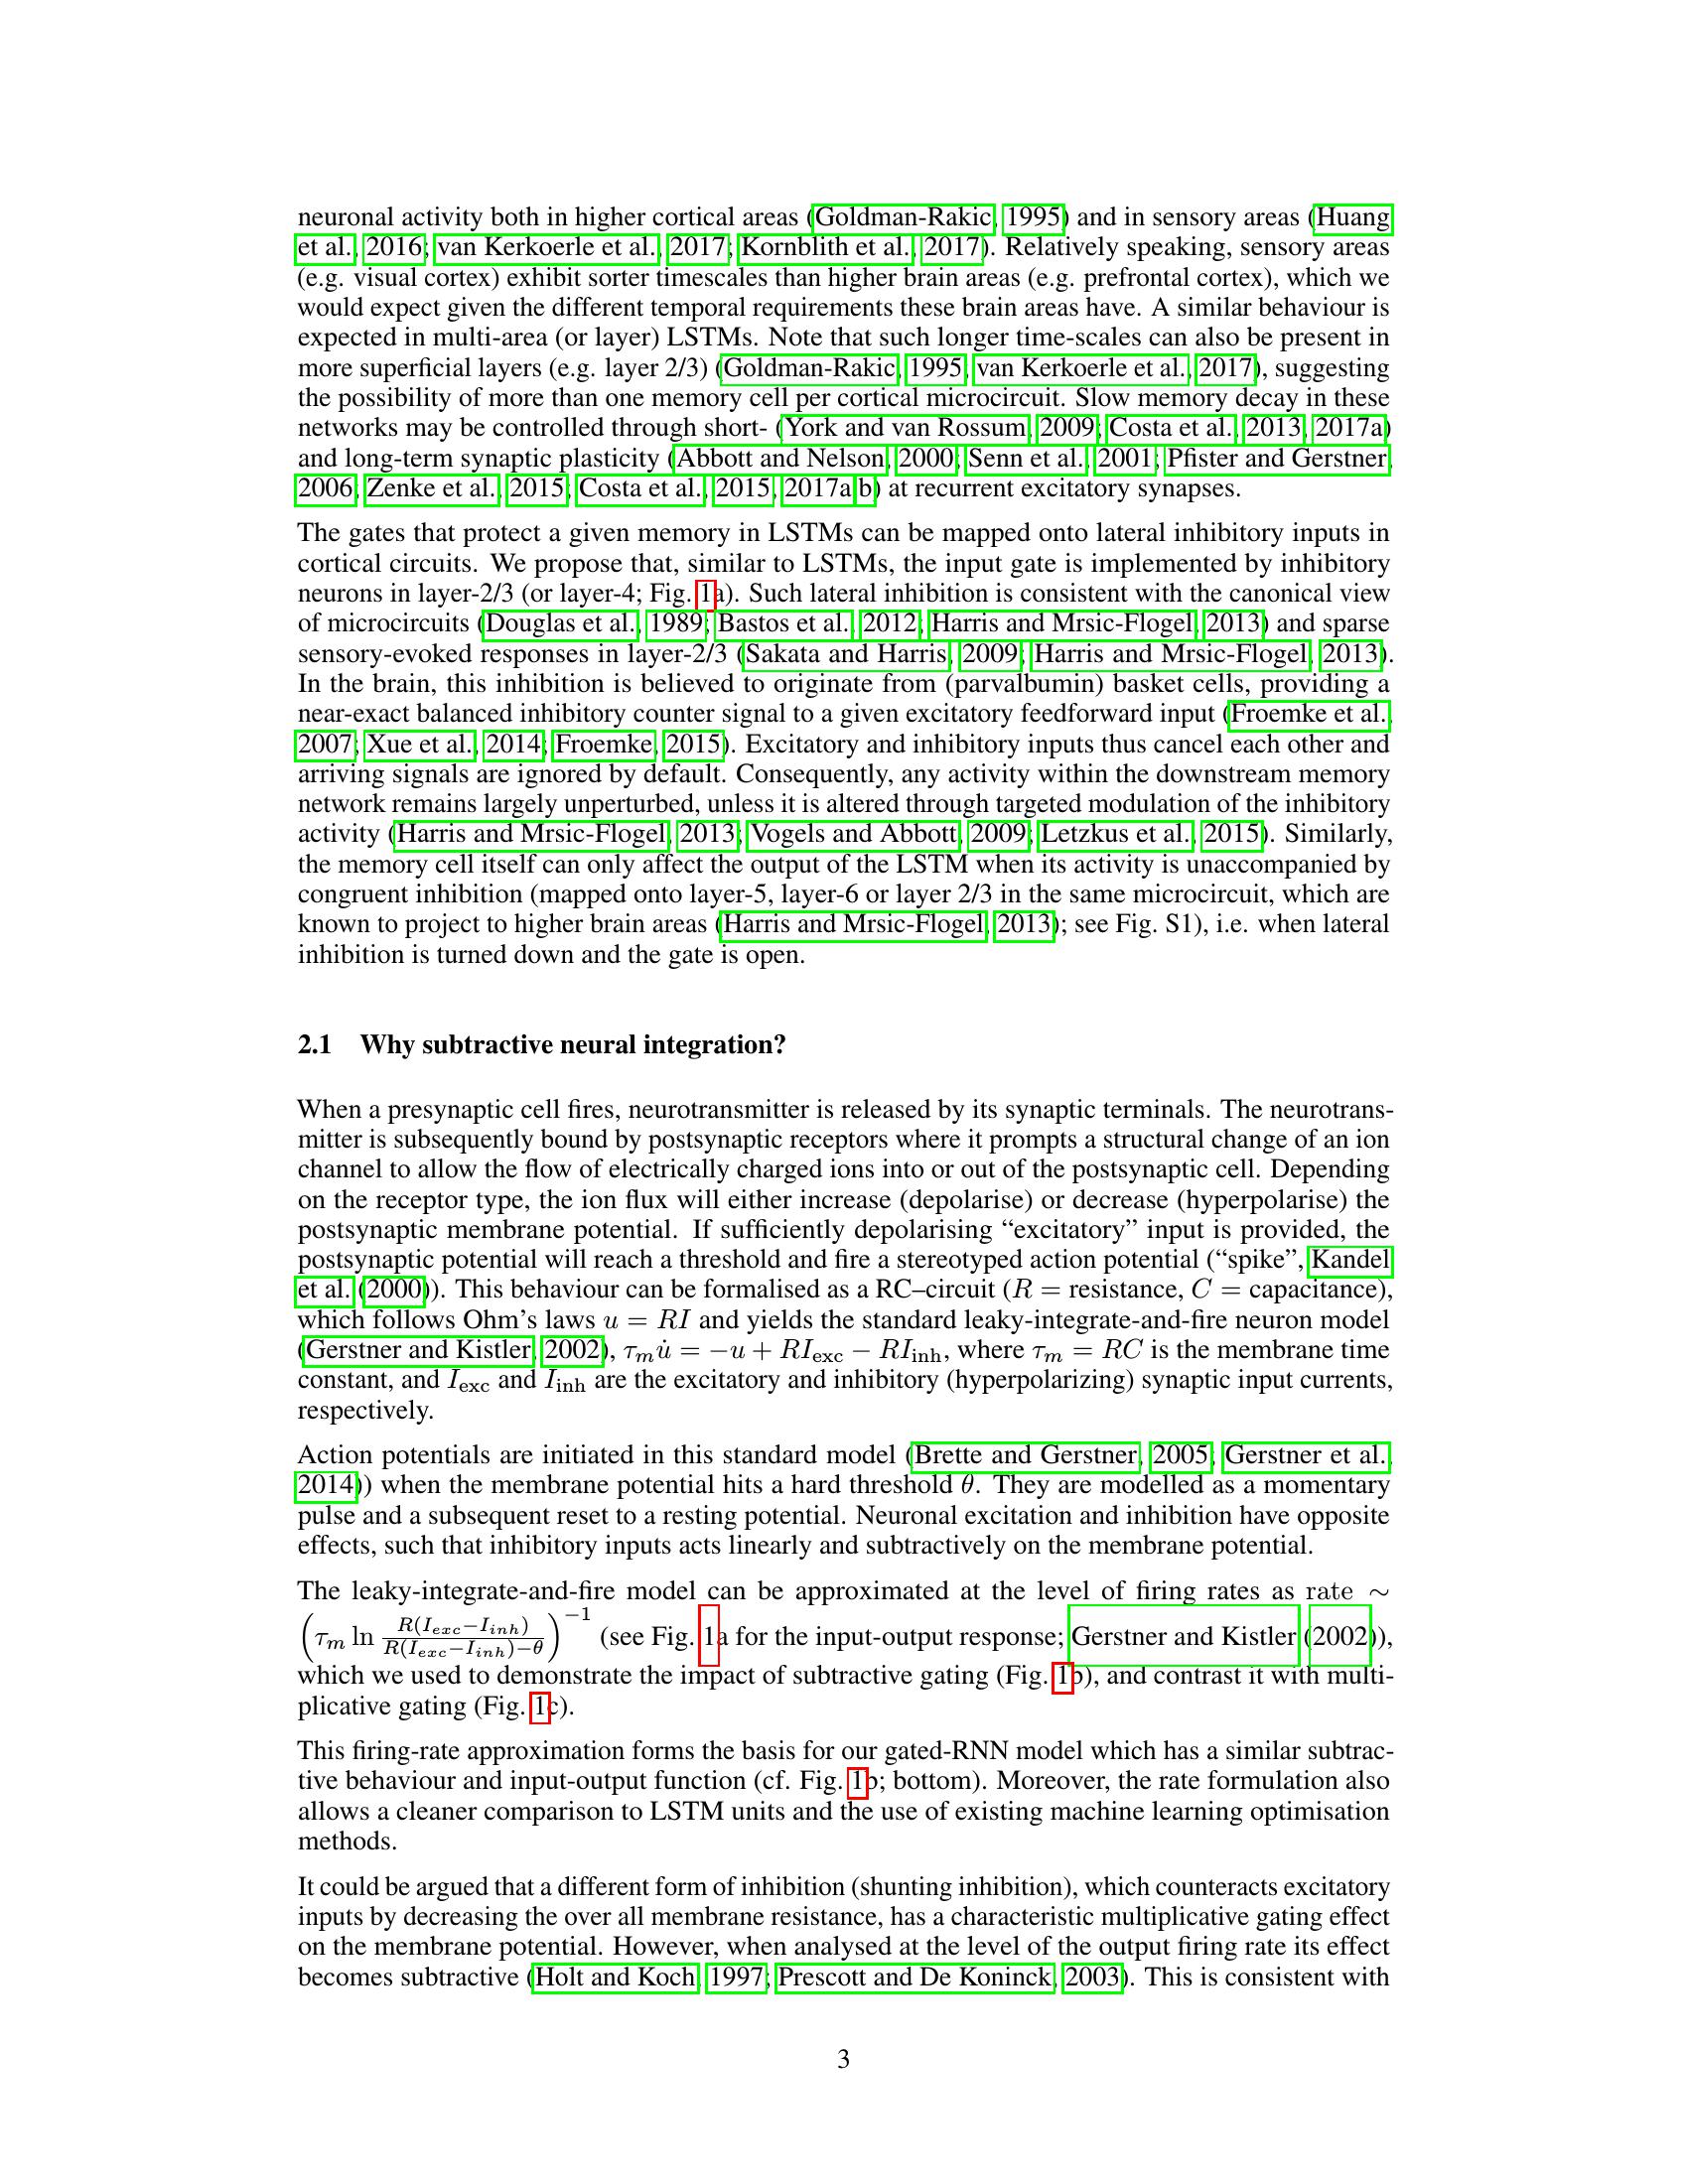 neuronal activity both in higher cortical areas (Goldman-Rakic, 1995) and in sensory areas (Huang
et al., 2016; van Kerkoerle et al., 2017; Kornblith et al., 2017). Relatively speaking, sensory areas
(e.g. visual cortex) exhibit sorter timescales than higher brain areas (e.g. prefrontal cortex), which we
would expect given the different temporal requirements these brain areas have. A similar behaviour is
expected in multi-area (or layer) LSTMs. Note that such longer time-scales can also be present in
more superficial layers (e.g. layer 2/3) (Goldman-Rakic, 1995, van Kerkoerle et al., 2017), suggesting
the possibility of more than one memory cell per cortical microcircuit. Slow memory decay in these
networks may be controlled through short- (York and van Rossum, 2009; Costa et al., 2013, 2017a)
and long-term synaptic plasticity (Abbott and Nelson, 2000; Senn et al., 2001; Pfister and Gerstner,
2006; Zenke et al., 2015; Costa et al., 2015, 2017a,b) at recurrent excitatory synapses.
The gates that protect a given memory in LSTMs can be mapped onto lateral inhibitory inputs in
cortical circuits. We propose that, similar to LSTMs, the input gate is implemented by inhibitory
neurons in layer-2/3 (or layer-4; Fig. 1a). Such lateral inhibition is consistent with the canonical view
of microcircuits (Douglas et al., 1989; Bastos et al., 2012; Harris and Mrsic-Flogel, 2013) and sparse
sensory-evoked responses in layer-2/3 (Sakata and Harris, 2009; Harris and Mrsic-Flogel, 2013).
In the brain, this inhibition is believed to originate from (parvalbumin) basket cells, providing a
near-exact balanced inhibitory counter signal to a given excitatory feedforward input (Froemke et al.,
2007; Xue et al., 2014; Froemke, 2015). Excitatory and inhibitory inputs thus cancel each other and
arriving signals are ignored by default. Consequently, any activity within the downstream memory
network remains largely unperturbed, unless it is altered through targeted modulation of the inhibitory
activity (Harris and Mrsic-Flogel, 2013; Vogels and Abbott, 2009; Letzkus et al., 2015). Similarly,
the memory cell itself can only affect the output of the LSTM when its activity is unaccompanied by
congruent inhibition (mapped onto layer-5, layer-6 or layer 2/3 in the same microcircuit, which are
known to project to higher brain areas (Harris and Mrsic-Flogel, 2013); see Fig. S1), i.e. when lateral
inhibition is turned down and the gate is open.
2.1 Why subtractive neural integration?
When a presynaptic cell fires, neurotransmitter is released by its synaptic terminals. The neurotrans-
mitter is subsequently bound by postsynaptic receptors where it prompts a structural change of an ion
channel to allow the flow of electrically charged ions into or out of the postsynaptic cell. Depending
on the receptor type, the ion flux will either increase (depolarise) or decrease (hyperpolarise) the
postsynaptic membrane potential. If sufficiently depolarising “excitatory” input is provided, the
postsynaptic potential will reach a threshold and fire a stereotyped action potential (“spike”, Kandel
et al. (2000)). This behaviour can be formalised as a RC–circuit (R = resistance, C = capacitance),
which follows Ohm's laws u = RI and yields the standard leaky-integrate-and-fire neuron model
(Gerstner and Kistler, 2002), τ_m u̇ = −u + RI_exc − RI_inh, where τ_m = RC is the membrane time
constant, and I_exc and I_inh are the excitatory and inhibitory (hyperpolarizing) synaptic input currents,
respectively.
Action potentials are initiated in this standard model (Brette and Gerstner, 2005; Gerstner et al.,
2014)) when the membrane potential hits a hard threshold θ. They are modelled as a momentary
pulse and a subsequent reset to a resting potential. Neuronal excitation and inhibition have opposite
effects, such that inhibitory inputs acts linearly and subtractively on the membrane potential.
The leaky-integrate-and-fire model can be approximated at the level of firing rates as rate ∼
(τ_m ln R(I_exc−I_inh) / R(I_exc−I_inh)−θ)^−1 (see Fig. 1a for the input-output response; Gerstner and Kistler (2002)),
which we used to demonstrate the impact of subtractive gating (Fig. 1b), and contrast it with multi-
plicative gating (Fig. 1c).
This firing-rate approximation forms the basis for our gated-RNN model which has a similar subtrac-
tive behaviour and input-output function (cf. Fig. 1b; bottom). Moreover, the rate formulation also
allows a cleaner comparison to LSTM units and the use of existing machine learning optimisation
methods.
It could be argued that a different form of inhibition (shunting inhibition), which counteracts excitatory
inputs by decreasing the over all membrane resistance, has a characteristic multiplicative gating effect
on the membrane potential. However, when analysed at the level of the output firing rate its effect
becomes subtractive (Holt and Koch, 1997; Prescott and De Koninck, 2003). This is consistent with
3